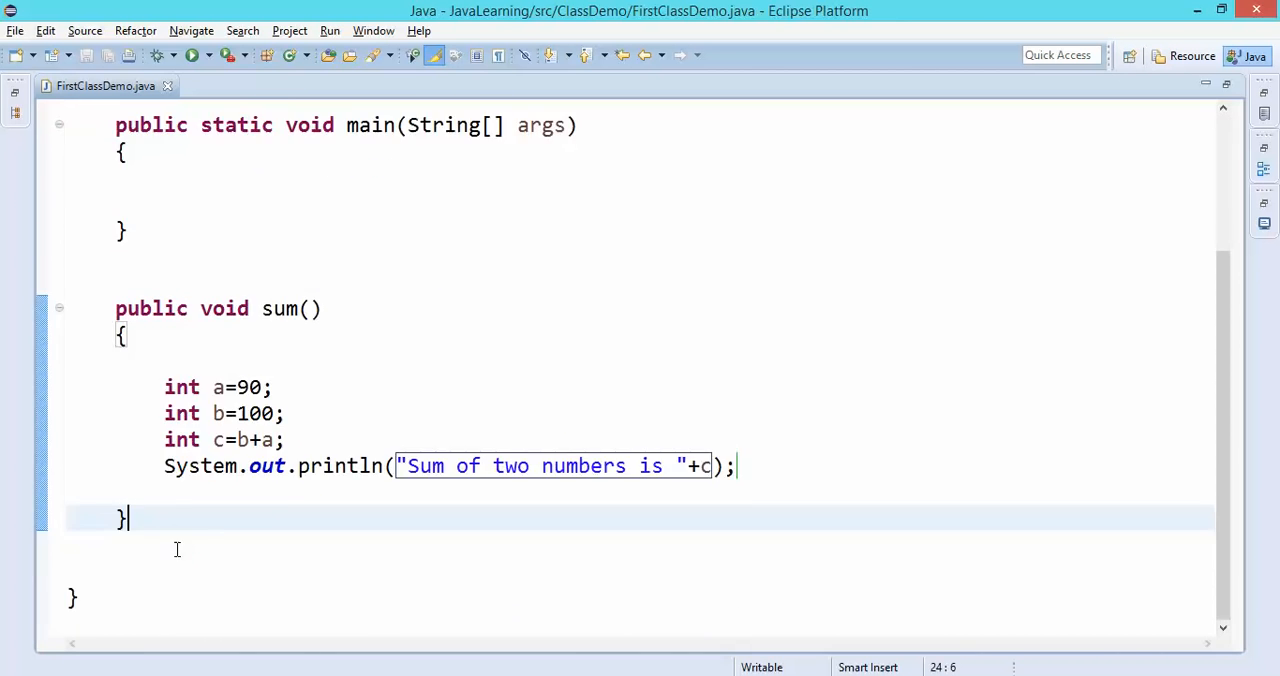 Java - JavaLearning/src/ClassDemo/FirstClassDemo.java - Eclipse Platform
File Edit Source Refactor Navigate Search Project Run Window Help
Quick Access Resource Java
FirstClassDemo.java
public static void main(String[] args)
{
}
public void sum()
{
int a=90;
int b=100;
int c=b+a;
System.out.println("Sum of two numbers is "+c);
}
}
Writable Smart Insert 24 : 6